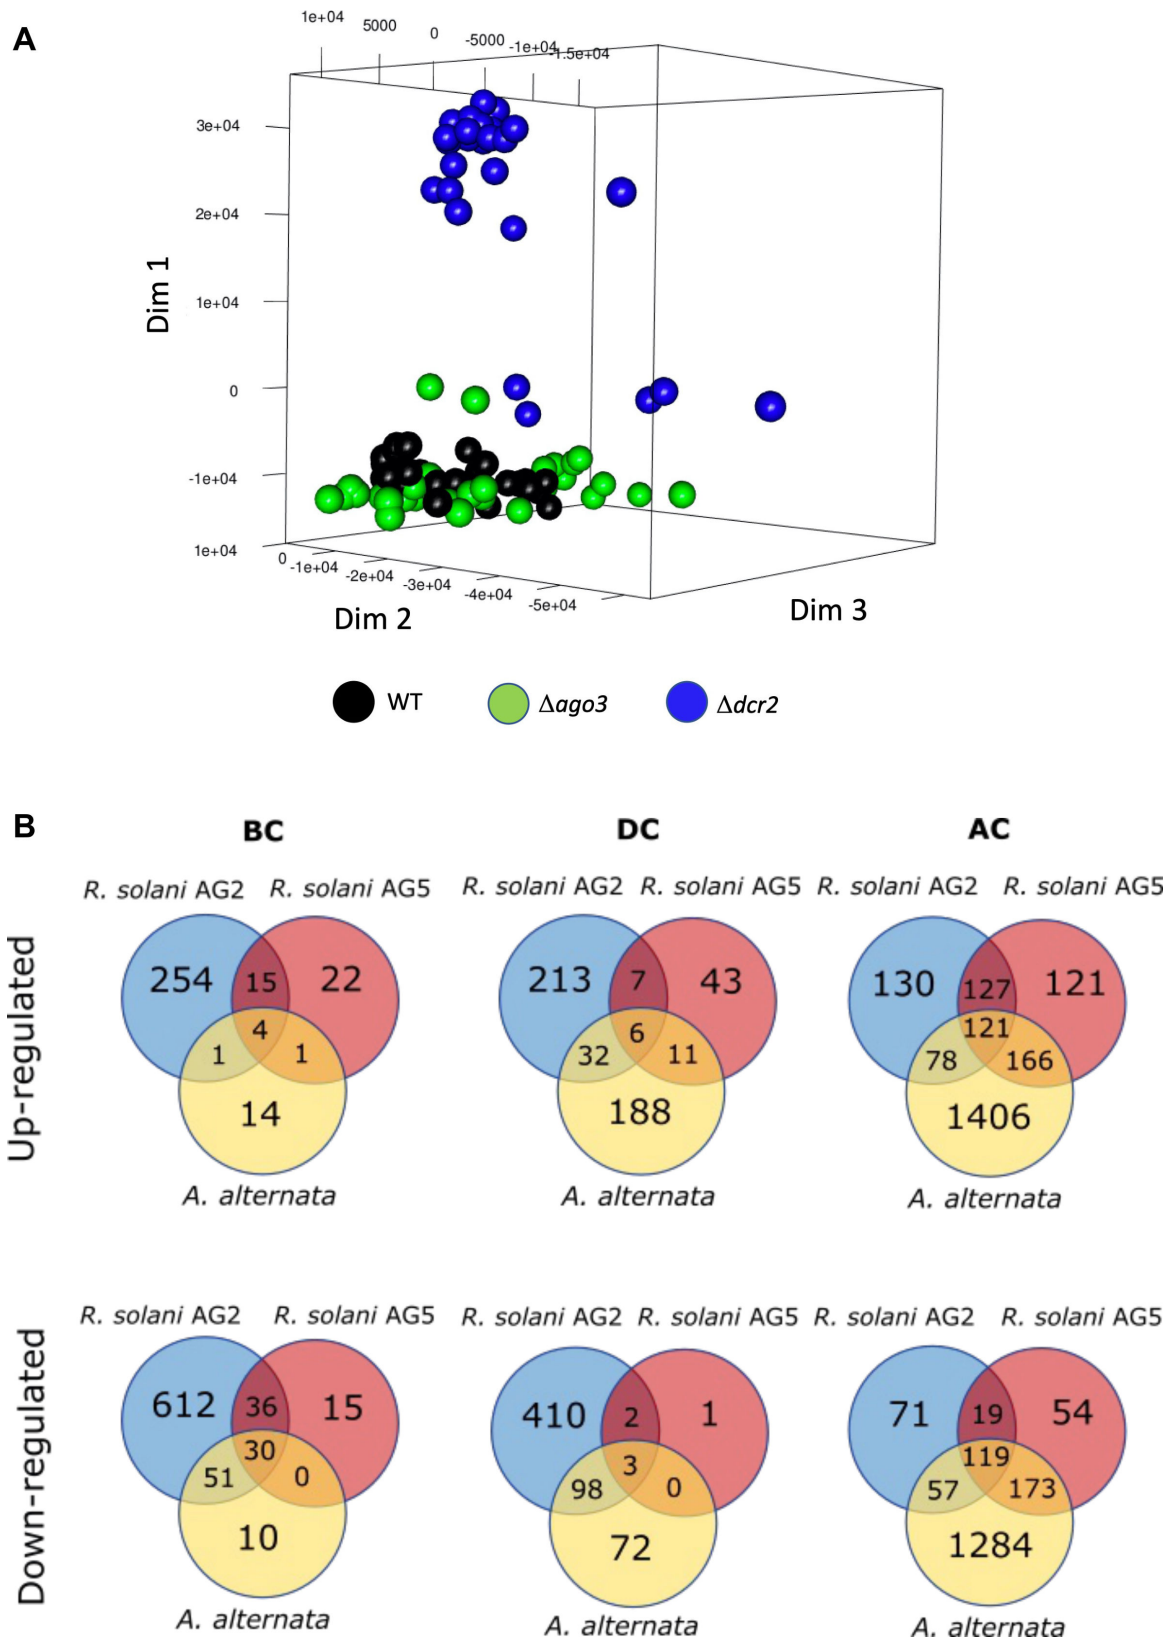 A
1e+04 5000 0 -5000 -1e+04 -1.5e+04
3e+04
2e+04
Dim 1
1e+04
0
-1e+04
1e+04
0 -1e+04 -2e+04 -3e+04 -4e+04 -5e+04
Dim 2 Dim 3
WT Δago3 Δdcr2
B
BC DC AC
R. solani AG2 R. solani AG5 R. solani AG2 R. solani AG5 R. solani AG2 R. solani AG5
Up-regulated
254 15 22 213 7 43 130 127 121
4 6 121
1 1 32 11 78 166
14 188 1406
A. alternata A. alternata A. alternata
R. solani AG2 R. solani AG5 R. solani AG2 R. solani AG5 R. solani AG2 R. solani AG5
Down-regulated
612 36 15 410 2 1 71 19 54
30 3 119
51 0 98 0 57 173
10 72 1284
A. alternata A. alternata A. alternata